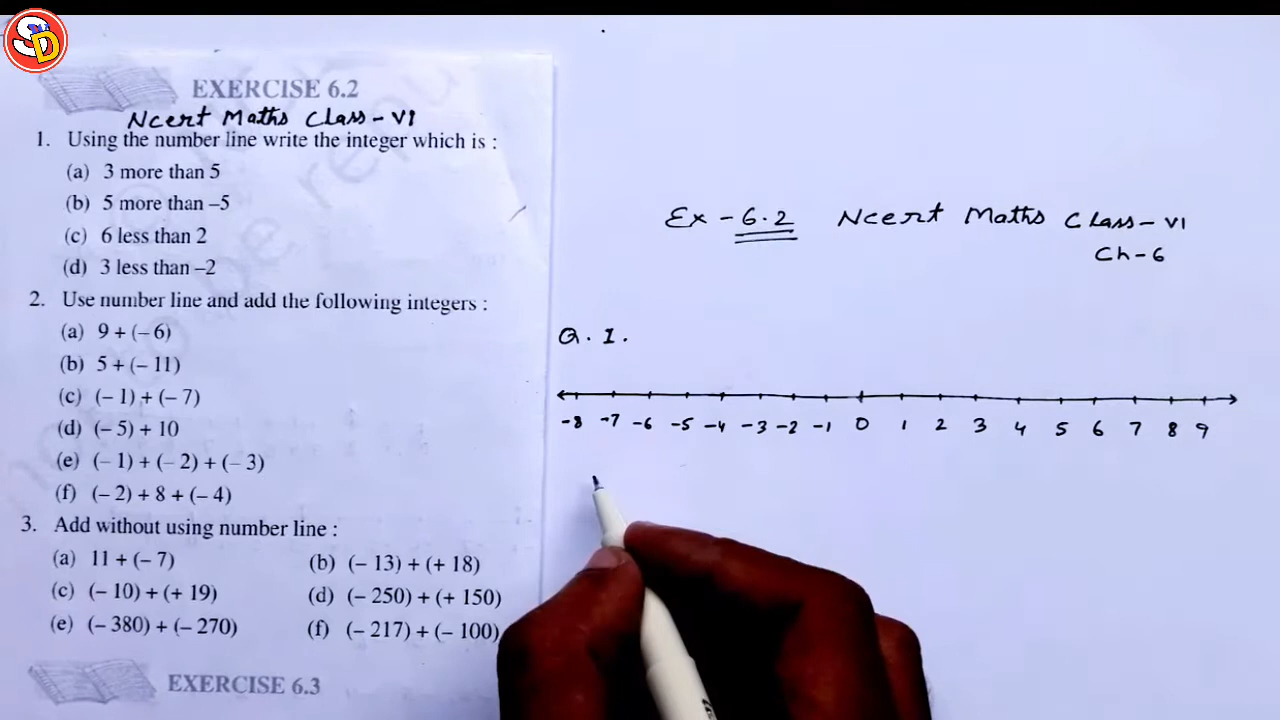 SD
EXERCISE 6.2
Ncert Maths Class - VI
1. Using the number line write the integer which is :
(a) 3 more than 5
(b) 5 more than –5
(c) 6 less than 2
(d) 3 less than –2
2. Use number line and add the following integers :
(a) 9 + (– 6)
(b) 5 + (– 11)
(c) (– 1) + (– 7)
(d) (– 5) + 10
(e) (– 1) + (– 2) + (– 3)
(f) (– 2) + 8 + (– 4)
3. Add without using number line :
(a) 11 + (– 7) (b) (– 13) + (+ 18)
(c) (– 10) + (+ 19) (d) (– 250) + (+ 150)
(e) (– 380) + (– 270) (f) (– 217) + (– 100)
EXERCISE 6.3
Ex - 6.2 Ncert Maths Class - VI
Ch - 6
Q. 1.
-8 -7 -6 -5 -4 -3 -2 -1 0 1 2 3 4 5 6 7 8 9